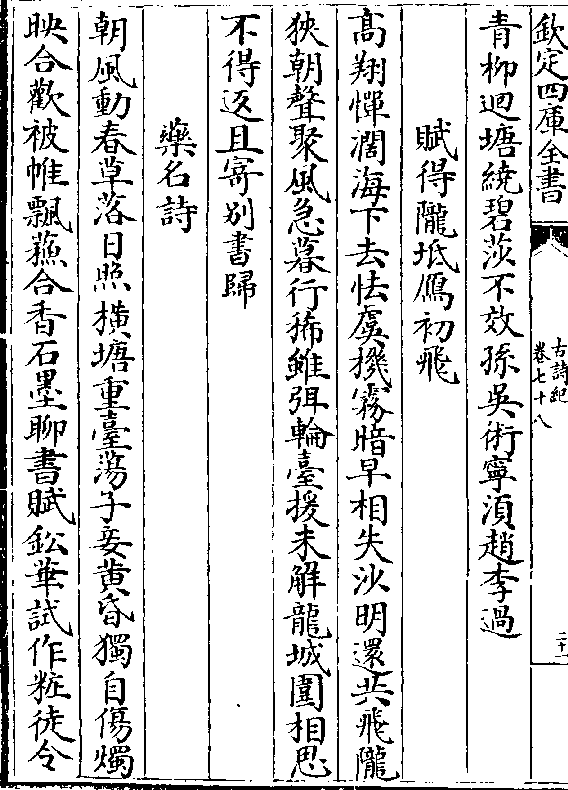 欽定四庫全書
古詩紀
卷七十八
二十一
青柳迴塘繞碧莎不效孫吳術寧須趙李過
賦得隴坻鴈初飛
高翔憚濶海下去怯虞機霧暗早相失沙明還共飛隴
狹朝聲聚風急暮行稀雖弭輪臺援未解龍城圍相思
不得返且寄别書歸
藥名詩
朝風動春草落日照橫塘重臺蕩子妾黄昏獨自傷燭
映合歡被帷飄蘓合香石墨聊書賦鈆華試作粧徒令